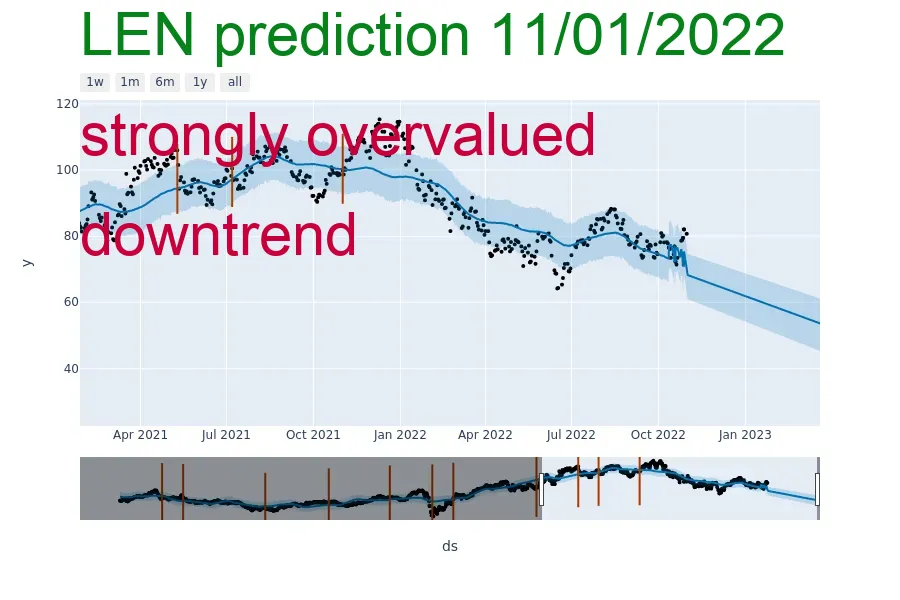 LEN prediction 11/01/2022
1w 1m 6m 1y all
strongly overvalued
downtrend
120
100
80
60
40
y
Apr 2021 Jul 2021 Oct 2021 Jan 2022 Apr 2022 Jul 2022 Oct 2022 Jan 2023
ds